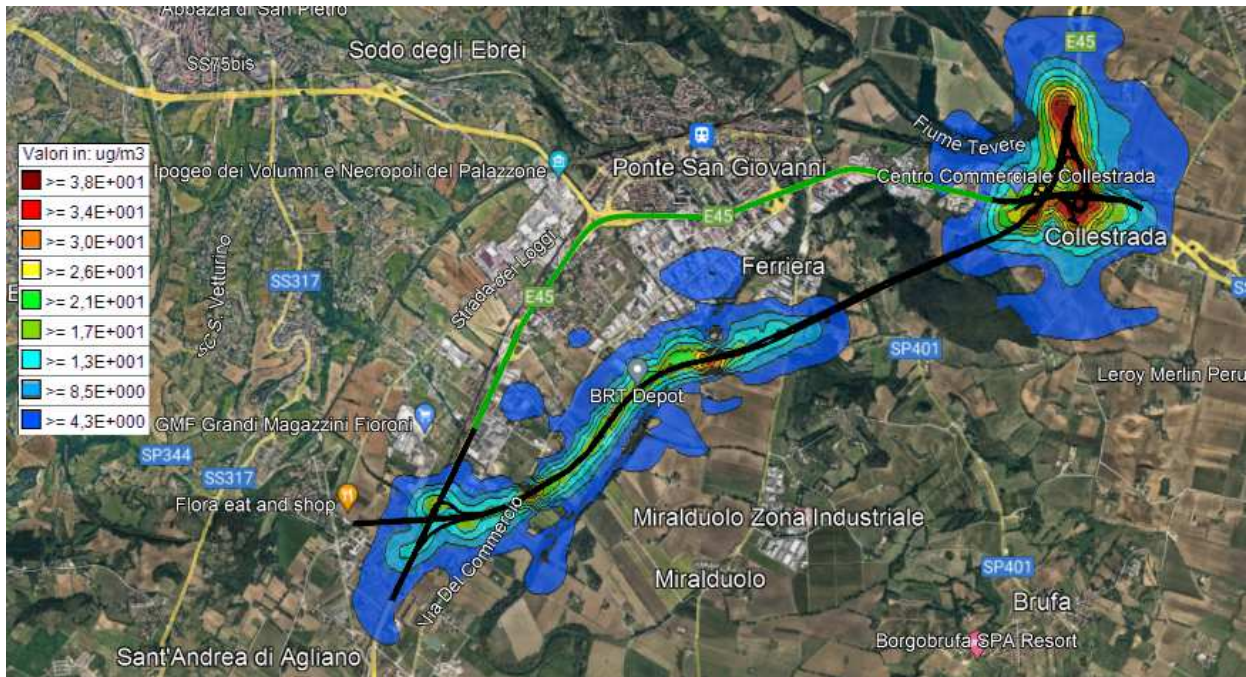 Abbazia di San Pietro
Sodo degli Ebrei
E45
SS75bis
Fiume Tevere
Valori in: ug/m3
>= 3,8E+001
>= 3,4E+001
>= 3,0E+001
>= 2,6E+001
>= 2,1E+001
>= 1,7E+001
>= 1,3E+001
>= 8,5E+000
>= 4,3E+000
Ipogeo dei Volumni e Necropoli del Palazzone
Ponte San Giovanni
Centro Commerciale Collestrada
E45
Collestrada
Strada dei Loggi
SC-S. Vetturino
SS317
E45
Ferriera
SP401
Leroy Merlin Peru
BRT Depot
GMF Grandi Magazzini Fioroni
SP344
SS317
Flora eat and shop
Via Del Commercio
Miralduolo Zona Industriale
Miralduolo
SP401
Brufa
Borgobrufa SPA Resort
Sant'Andrea di Agliano